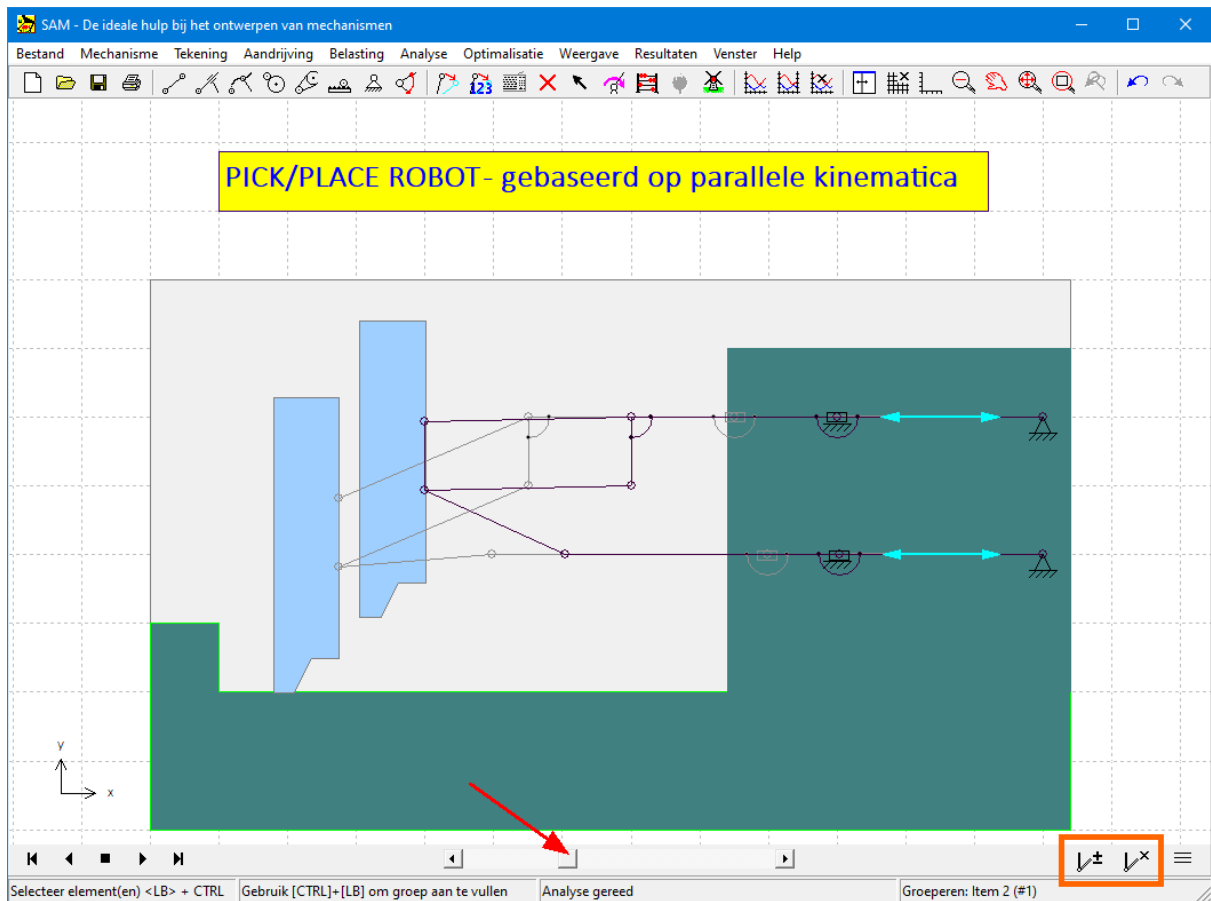 SAM - De ideale hulp bij het ontwerpen van mechanismen
Bestand Mechanisme Tekening Aandrijving Belasting Analyse Optimalisatie Weergave Resultaten Venster Help
123
PICK/PLACE ROBOT- gebaseerd op parallele kinematica
y
x
Selecteer element(en) <LB> + CTRL Gebruik [CTRL]+[LB] om groep aan te vullen Analyse gereed Groeperen: Item 2 (#1)